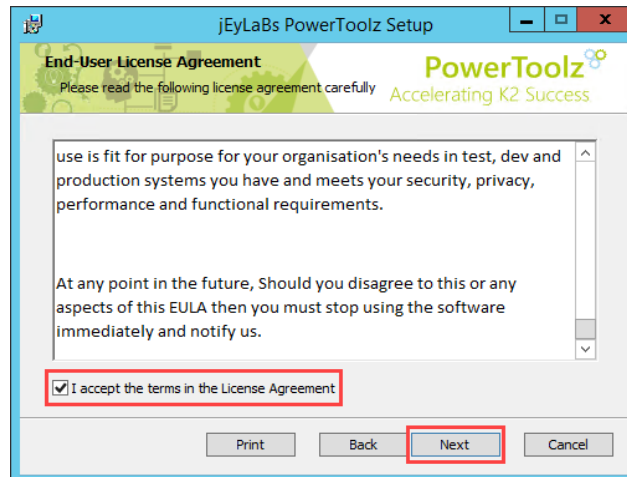 jEyLaBs PowerToolz Setup
End-User License Agreement
Please read the following license agreement carefully
PowerToolz
Accelerating K2 Success
use is fit for purpose for your organisation's needs in test, dev and
production systems you have and meets your security, privacy,
performance and functional requirements.
At any point in the future, Should you disagree to this or any
aspects of this EULA then you must stop using the software
immediately and notify us.
I accept the terms in the License Agreement
Print
Back
Next
Cancel